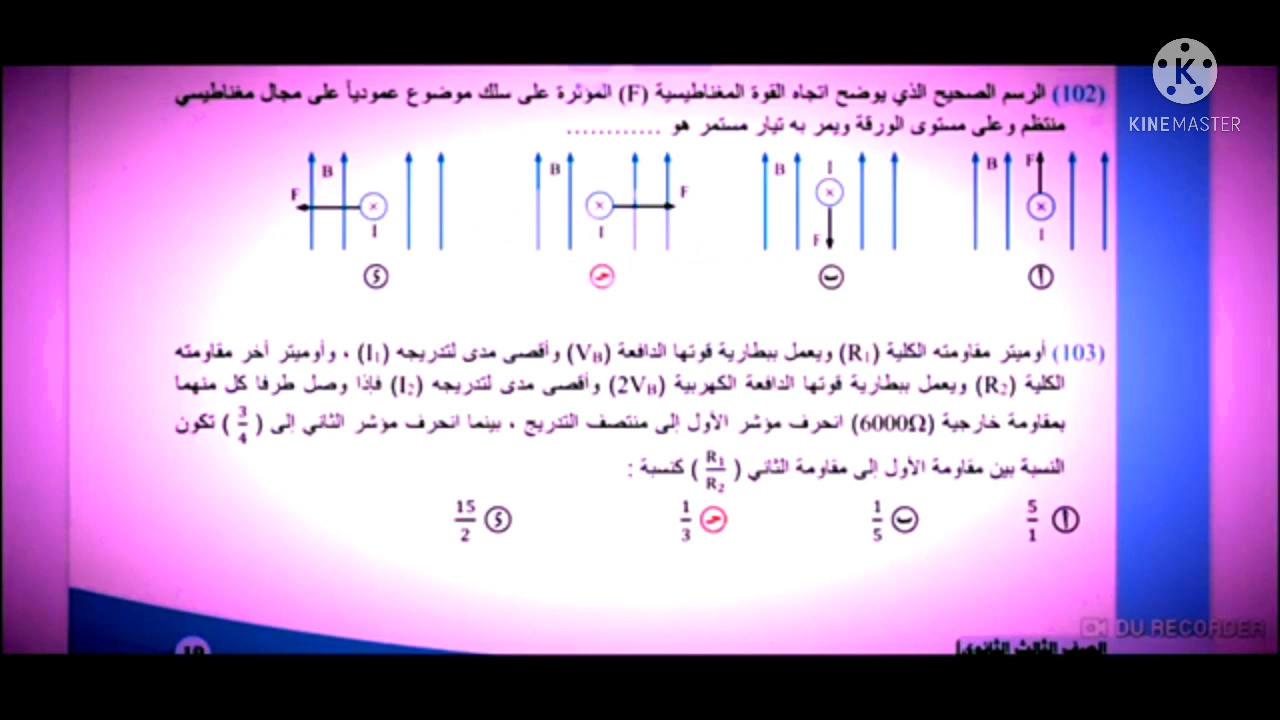 K
KINEMASTER
(102) الرسم الصحيح الذي يوضح اتجاه القوة المغناطيسية (F) المؤثرة على سلك موضوع عمودياً على مجال مغناطيسي
منتظم وعلى مستوى الورقة ويمر به تيار مستمر هو ............
B F I
B I F
B F I
B F I
أ ب جـ د
(103) أوميتر مقاومته الكلية (R1) ويعمل ببطارية قوتها الدافعة (VB) وأقصى مدى لتدريجه (I1) ، وأوميتر أخر مقاومته
الكلية (R2) ويعمل ببطارية قوتها الدافعة الكهربية (2VB) وأقصى مدى لتدريجه (I2) فإذا وصل طرفا كل منهما
بمقاومة خارجية (6000Ω) انحرف مؤشر الأول إلى منتصف التدريج ، بينما انحرف مؤشر الثاني إلى (3/4) تكون
النسبة بين مقاومة الأول إلى مقاومة الثاني (R1/R2) كنسبة :
أ 5/1 ب 1/5 جـ 1/3 د 15/2
DU RECORDER
الصف الثالث الثانوي